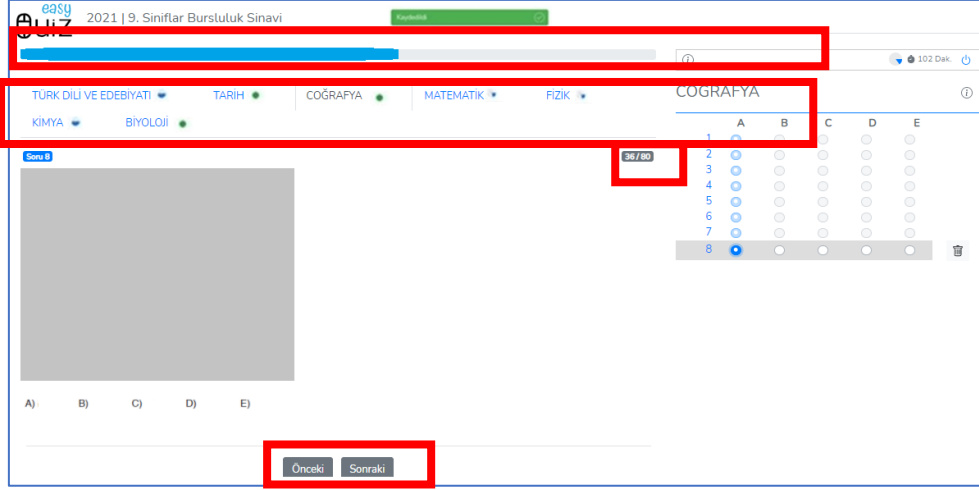 easy
QUiZ 2021 | 9. Siniflar Bursluluk Sinavi
Kaydedildi
102 Dak.
TÜRK DİLİ VE EDEBİYATI TARİH COĞRAFYA MATEMATİK FİZİK
KİMYA BİYOLOJİ
Soru 8 36 / 80
A) B) C) D) E)
Önceki Sonraki
COĞRAFYA
A B C D E
1
2
3
4
5
6
7
8